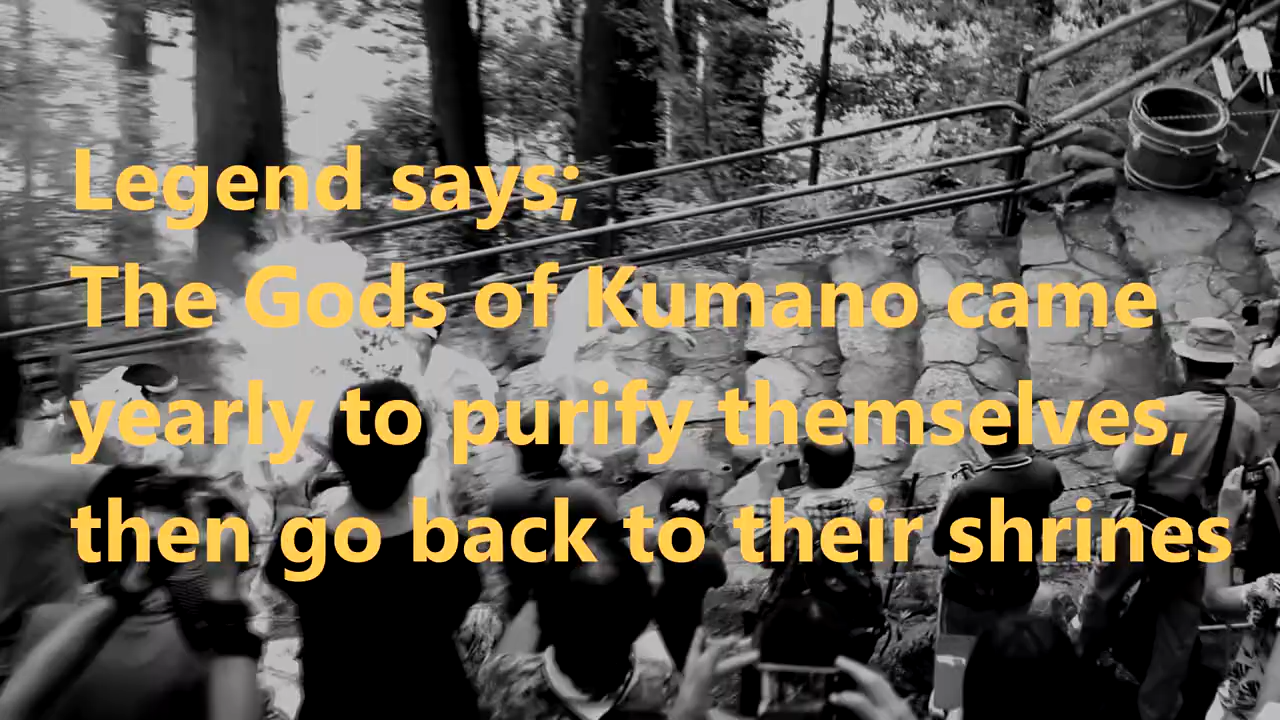 Legend says;
The Gods of Kumano came
yearly to purify themselves,
then go back to their shrines